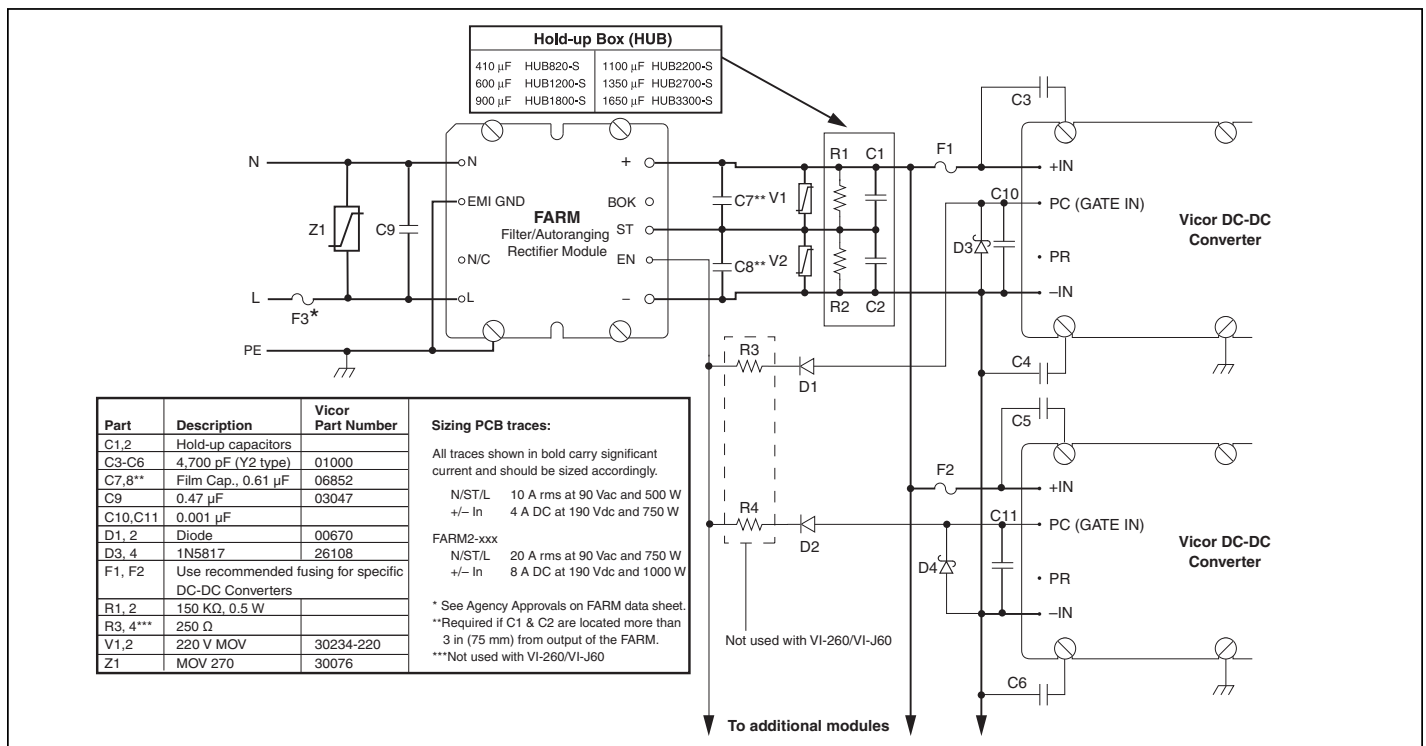 Hold-up Box (HUB)
410 µF HUB820-S 1100 µF HUB2200-S
600 µF HUB1200-S 1350 µF HUB2700-S
900 µF HUB1800-S 1650 µF HUB3300-S
N
L
F3*
PE
Z1
C9
N
EMI GND
N/C
L
FARM
Filter/Autoranging
Rectifier Module
+
BOK
ST
EN
–
C7** V1
C8** V2
R1 C1
R2 C2
F1
C3
+IN
C10
PC (GATE IN)
D3
PR
–IN
Vicor DC-DC
Converter
C4
R3
D1
C5
F2
+IN
R4
D2
C11
PC (GATE IN)
D4
PR
–IN
Vicor DC-DC
Converter
C6
Not used with VI-260/VI-J60
To additional modules
Part Description Vicor Part Number
C1,2 Hold-up capacitors
C3-C6 4,700 pF (Y2 type) 01000
C7,8** Film Cap., 0.61 µF 06852
C9 0.47 µF 03047
C10,C11 0.001 µF
D1, 2 Diode 00670
D3, 4 1N5817 26108
F1, F2 Use recommended fusing for specific
DC-DC Converters
R1, 2 150 KΩ, 0.5 W
R3, 4*** 250 Ω
V1,2 220 V MOV 30234-220
Z1 MOV 270 30076
Sizing PCB traces:
All traces shown in bold carry significant
current and should be sized accordingly.
N/ST/L 10 A rms at 90 Vac and 500 W
+/– In 4 A DC at 190 Vdc and 750 W
FARM2-xxx
N/ST/L 20 A rms at 90 Vac and 750 W
+/– In 8 A DC at 190 Vdc and 1000 W
* See Agency Approvals on FARM data sheet.
**Required if C1 & C2 are located more than
3 in (75 mm) from output of the FARM.
***Not used with VI-260/VI-J60